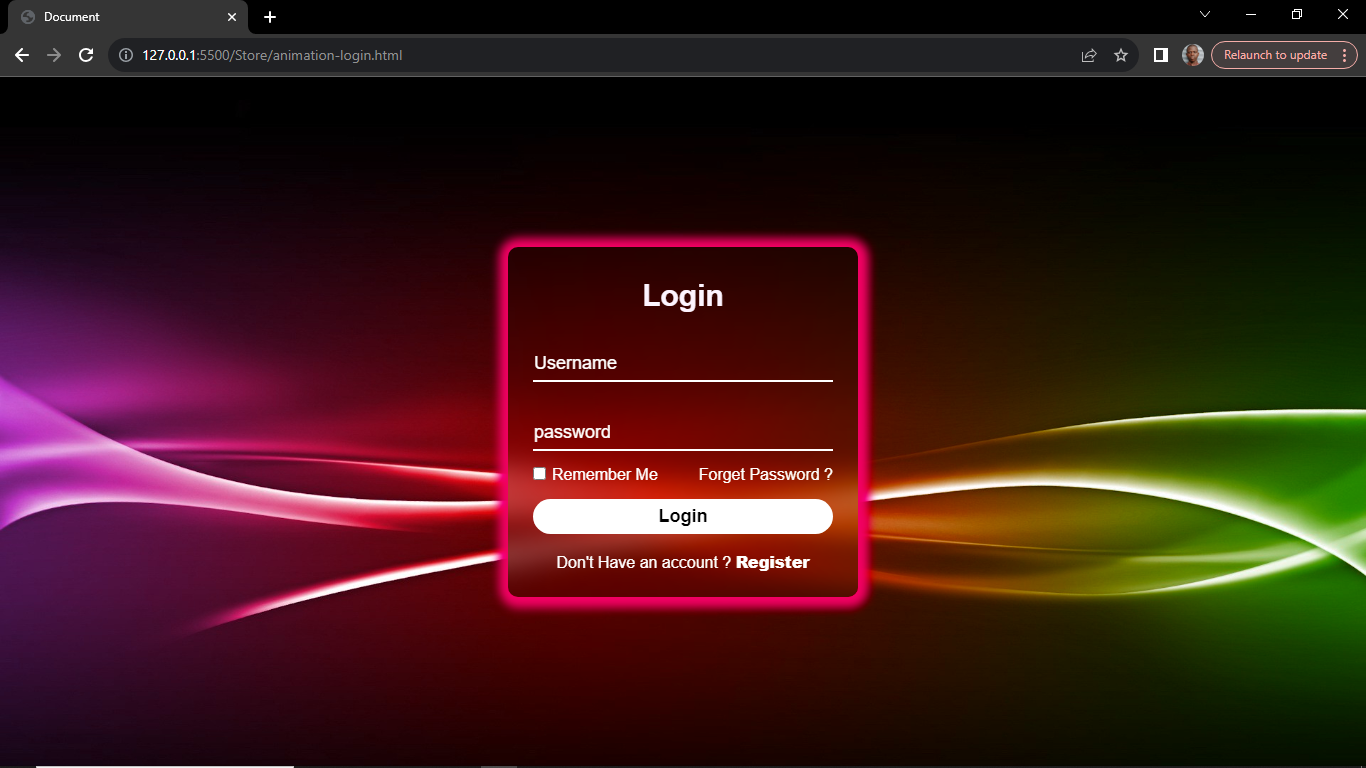 Document
127.0.0.1:5500/Store/animation-login.html
Relaunch to update
Login
Username
password
Remember Me Forget Password ?
Login
Don't Have an account ? Register